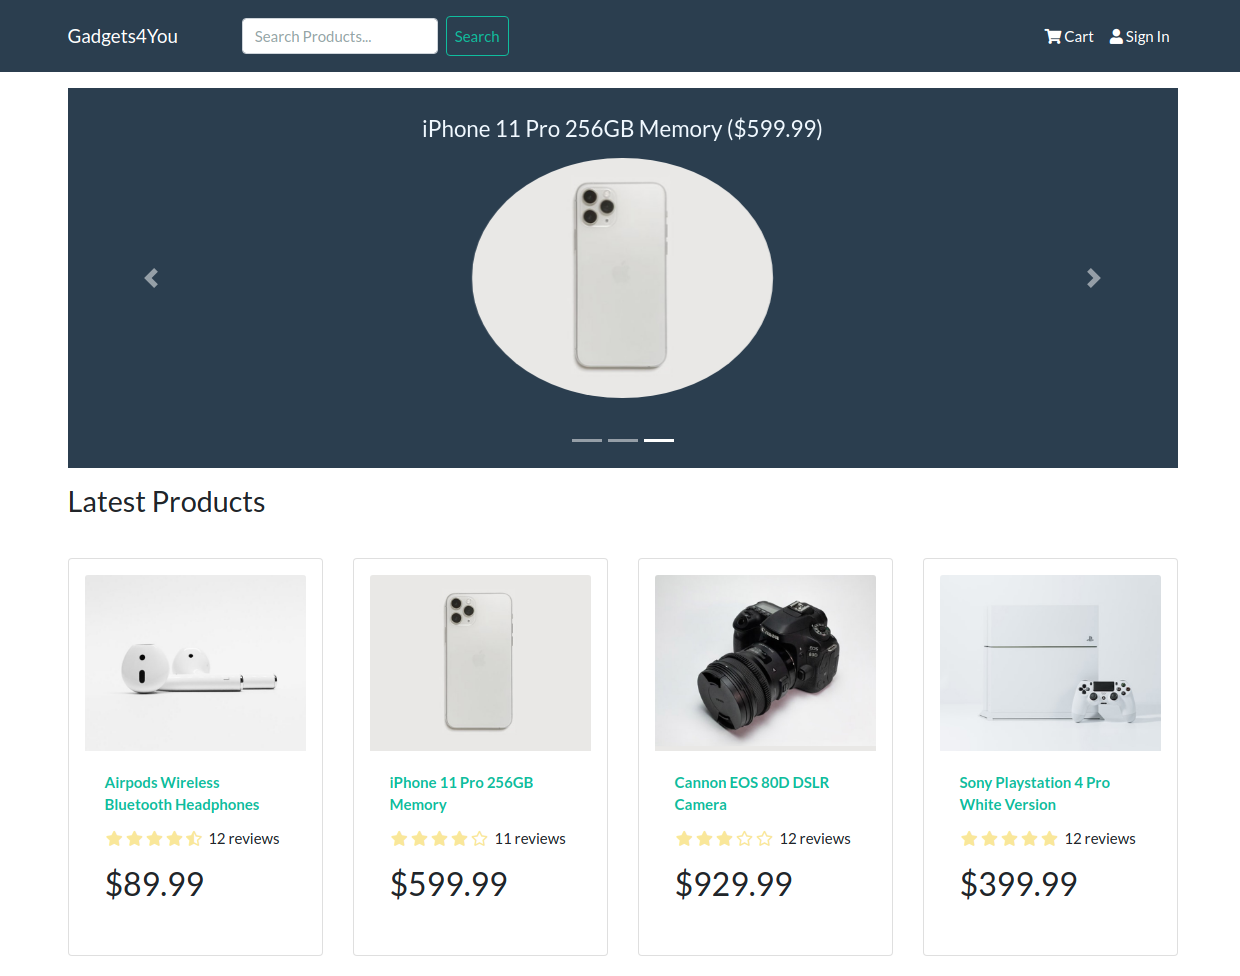 Gadgets4You
Search Products...
Search
Cart
Sign In
iPhone 11 Pro 256GB Memory ($599.99)
Latest Products
Airpods Wireless
Bluetooth Headphones
12 reviews
$89.99
iPhone 11 Pro 256GB
Memory
11 reviews
$599.99
Cannon EOS 80D DSLR
Camera
12 reviews
$929.99
Sony Playstation 4 Pro
White Version
12 reviews
$399.99